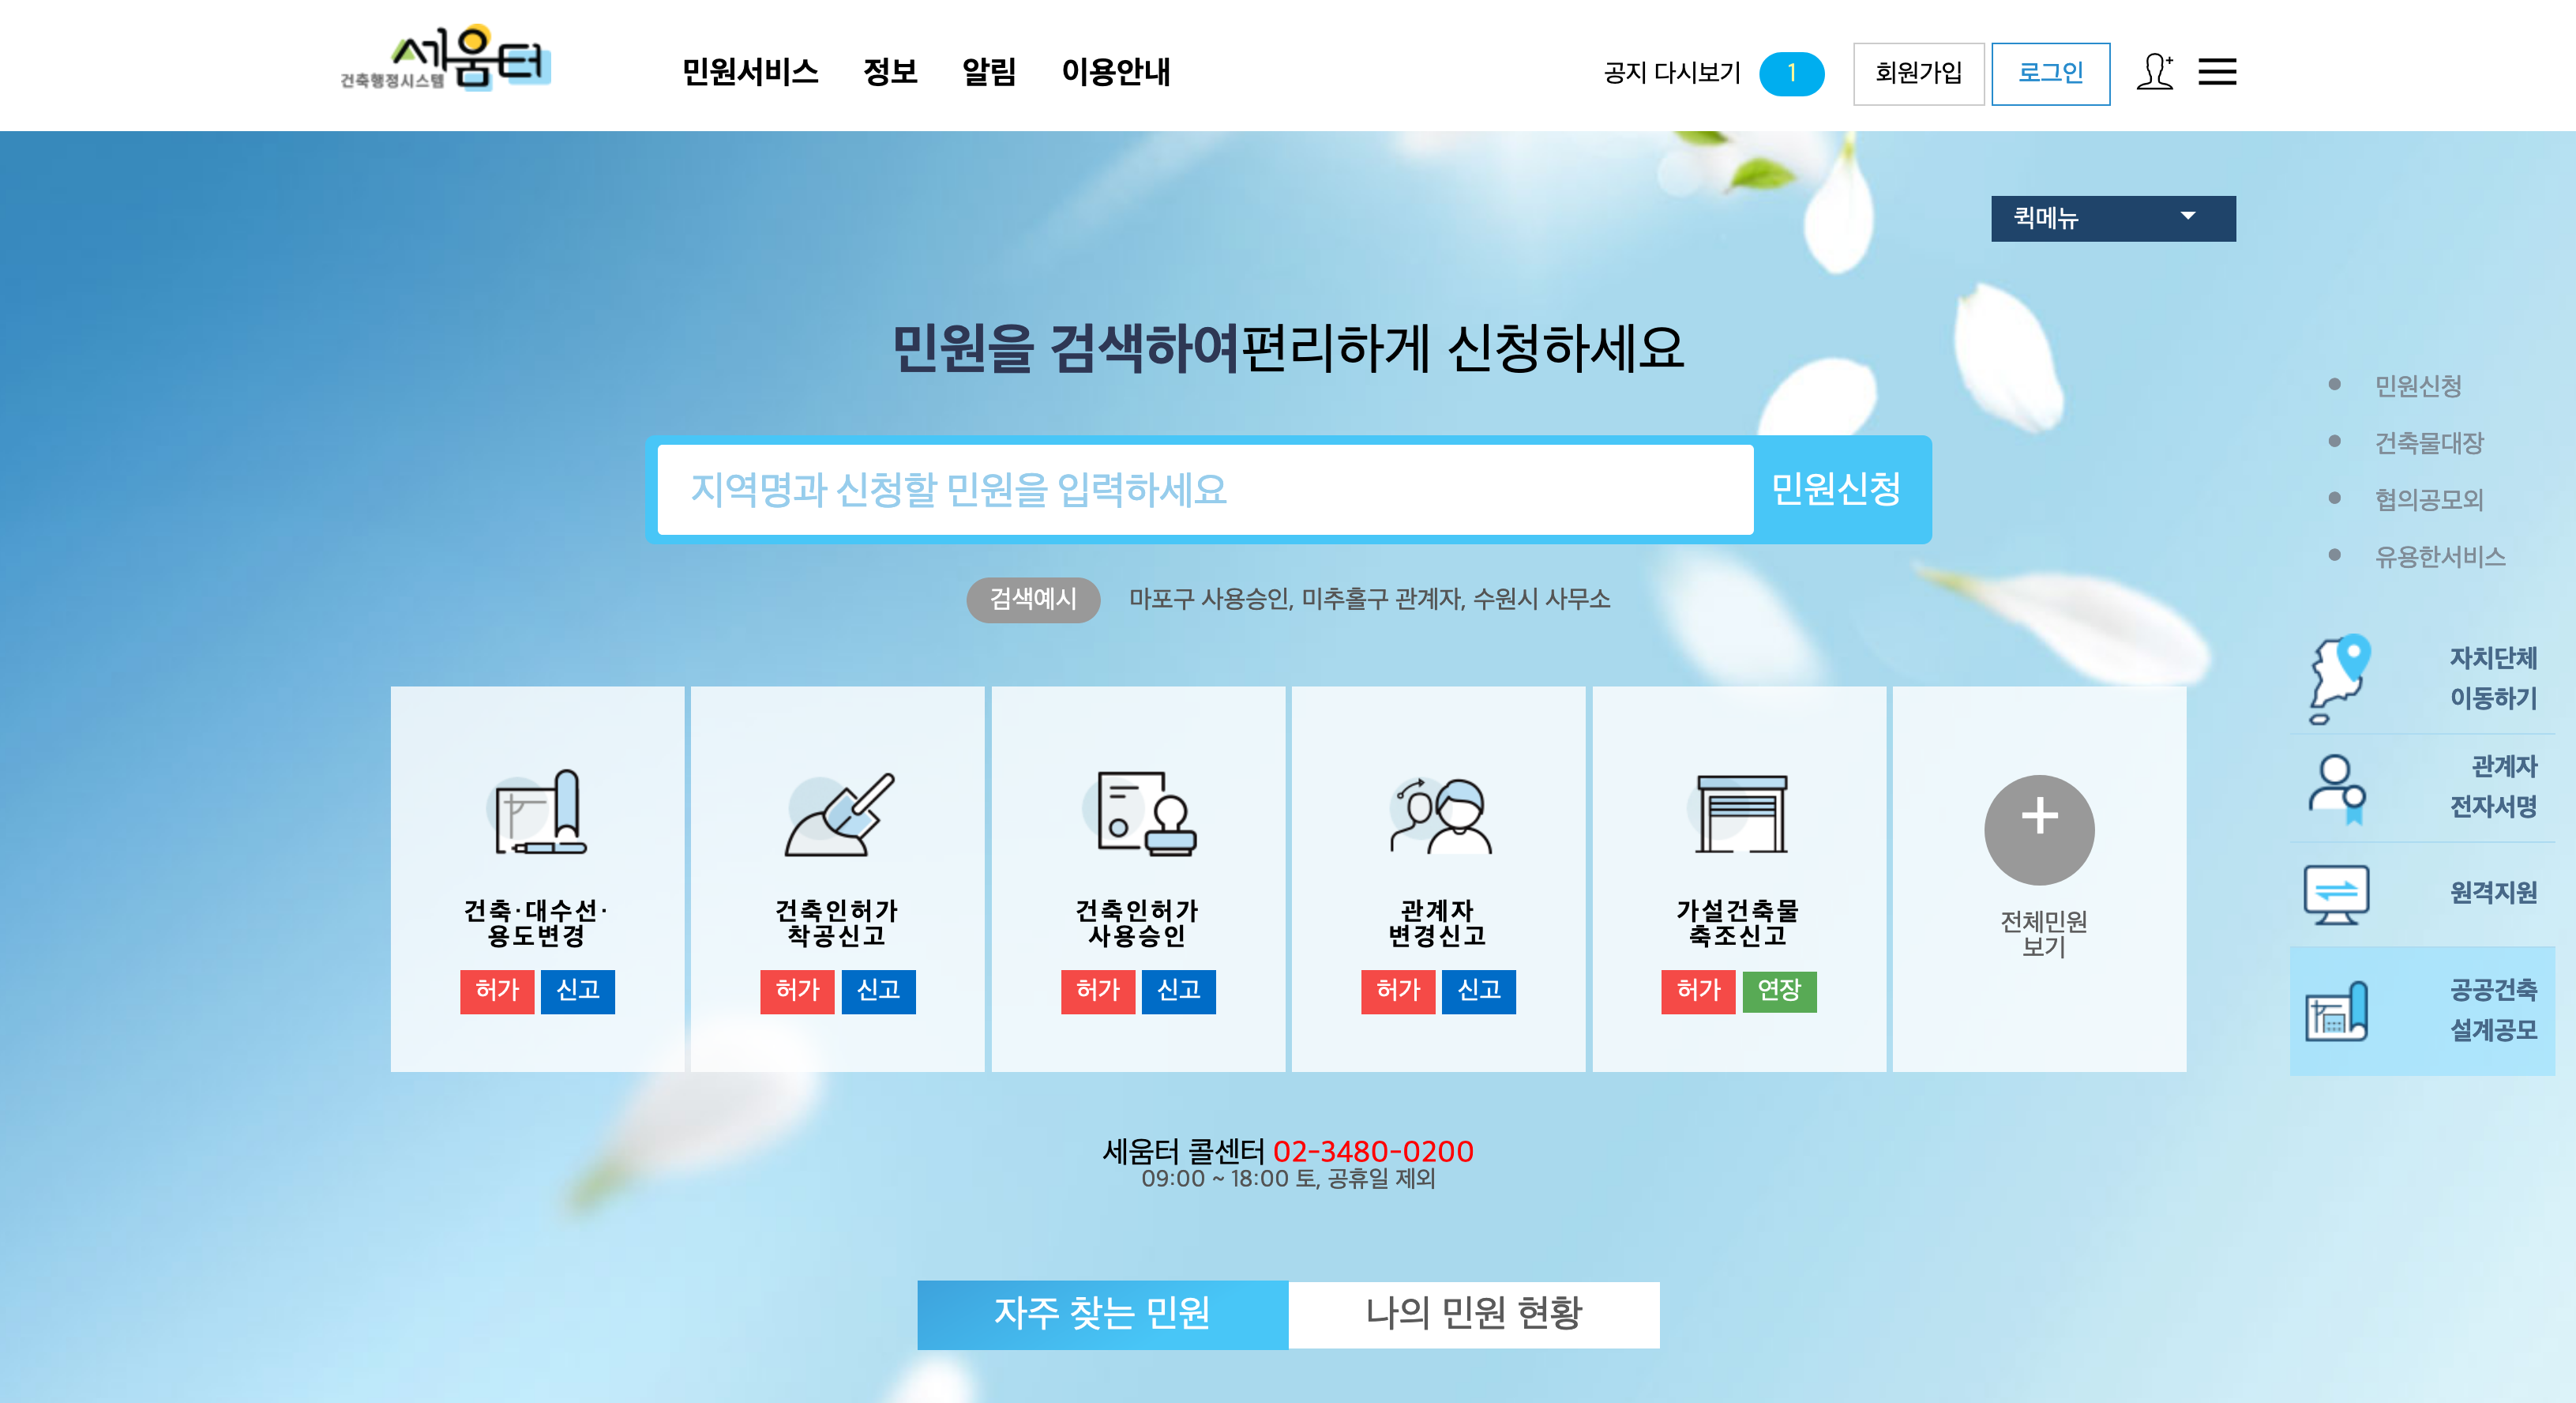 세움터
건축행정시스템
민원서비스 정보 알림 이용안내
공지 다시보기 1 회원가입 로그인
퀵메뉴
민원을 검색하여편리하게 신청하세요
지역명과 신청할 민원을 입력하세요 민원신청
검색예시 마포구 사용승인, 미추홀구 관계자, 수원시 사무소
건축·대수선·
용도변경
허가 신고
건축인허가
착공신고
허가 신고
건축인허가
사용승인
허가 신고
관계자
변경신고
허가 신고
가설건축물
축조신고
허가 연장
전체민원
보기
세움터 콜센터 02-3480-0200
09:00 ~ 18:00 토, 공휴일 제외
자주 찾는 민원 나의 민원 현황
민원신청
건축물대장
협의공모외
유용한서비스
자치단체
이동하기
관계자
전자서명
원격지원
공공건축
설계공모